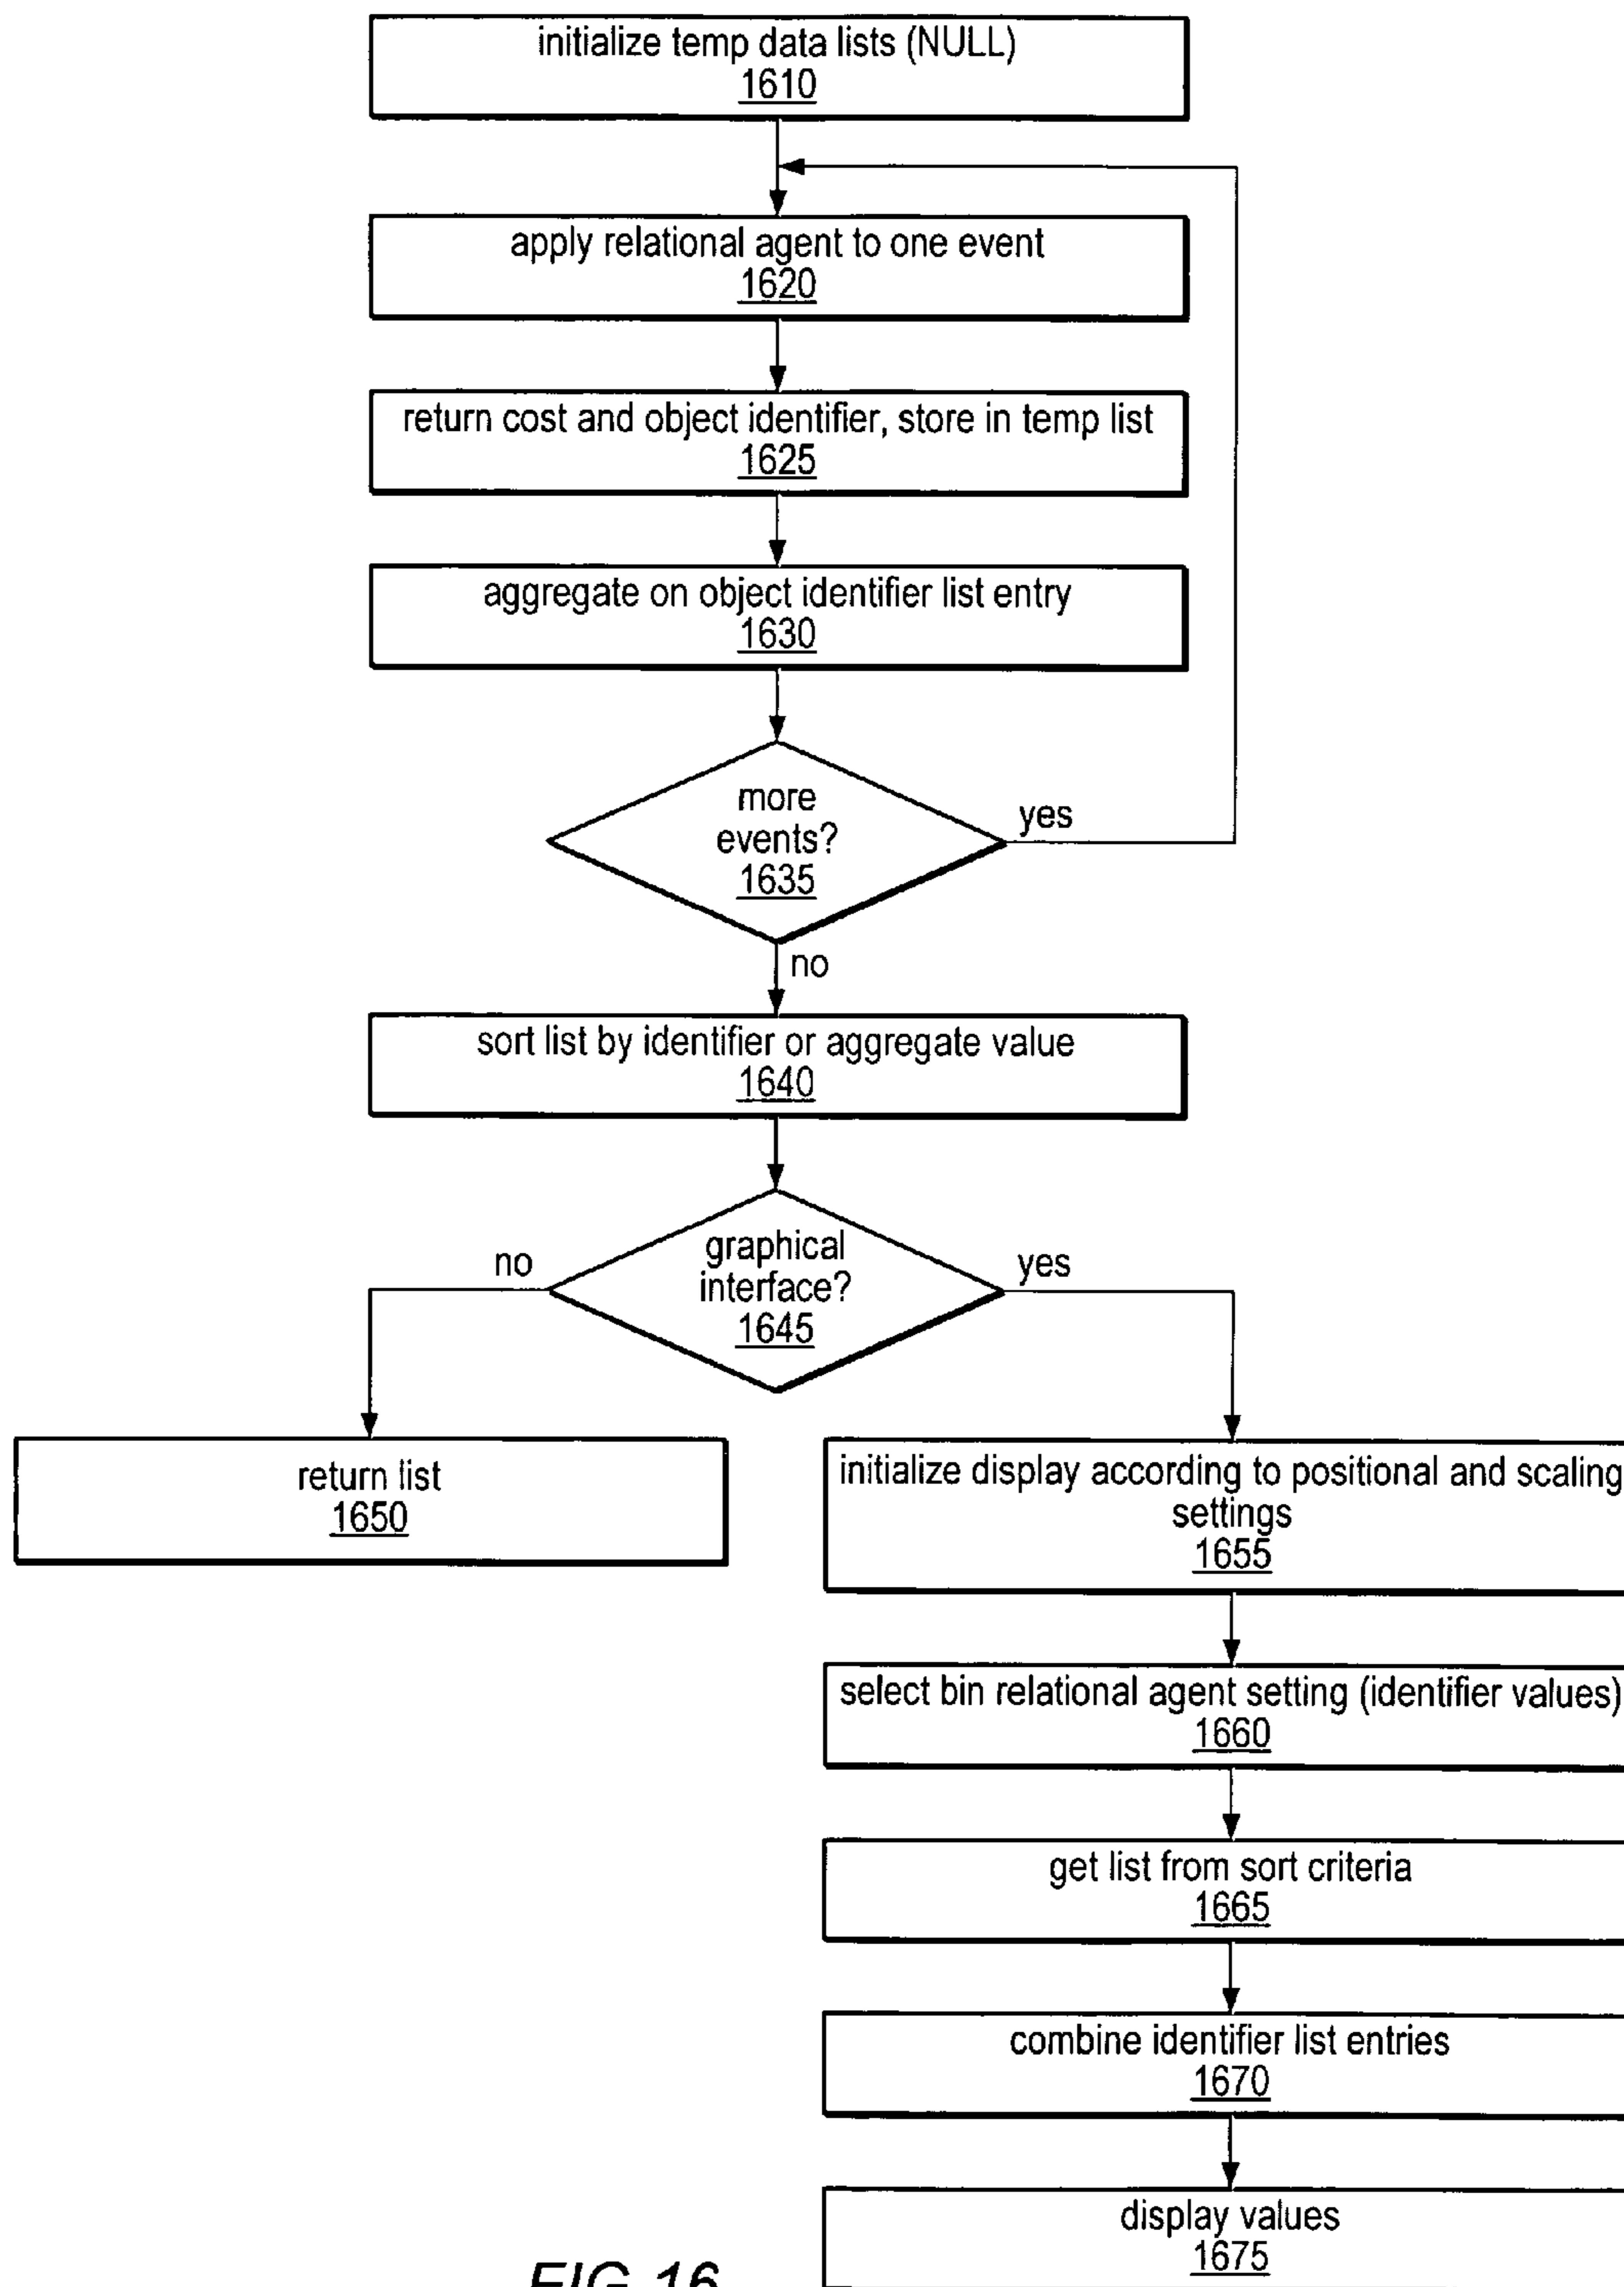 initialize temp data lists (NULL)
1610
apply relational agent to one event
1620
return cost and object identifier, store in temp list
1625
aggregate on object identifier list entry
1630
more
events?
1635
yes
no
sort list by identifier or aggregate value
1640
graphical
interface?
1645
no
yes
return list
1650
initialize display according to positional and scaling
settings
1655
select bin relational agent setting (identifier values)
1660
get list from sort criteria
1665
combine identifier list entries
1670
display values
1675
FIG. 16